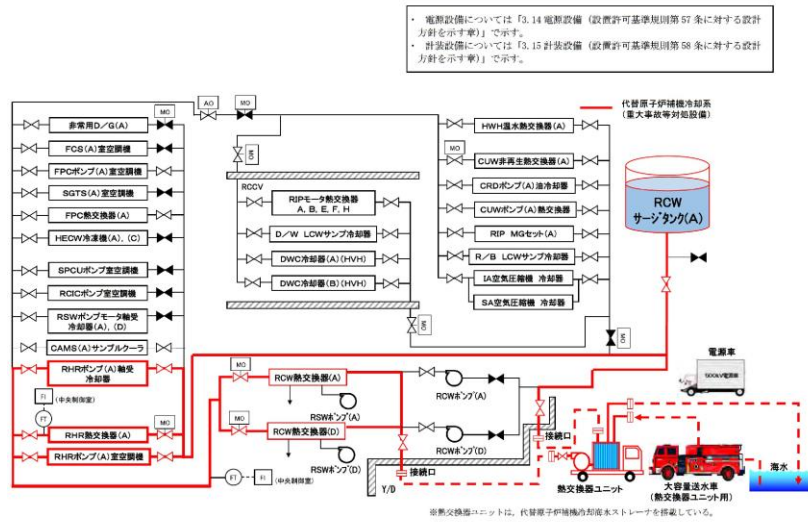 ・ 電源設備については「3.14 電源設備（設置許可基準規則第57条に対する設計
方針を示す章）」で示す。
・ 計装設備については「3.15 計装設備（設置許可基準規則第58条に対する設計
方針を示す章）」で示す。
代替原子炉補機冷却系
（重大事故等対処設備）
AO
MO
MO
非常用D／G(A)
FCS(A)室空調機
FPCポンプ(A)室空調機
SGTS(A)室空調機
FPC熱交換器(A)
HECW冷凍機(A)、(C)
SPCUポンプ室空調機
RCICポンプ室空調機
RSWポンプモータ軸受
冷却器(A)、(D)
CAMS(A)サンプルクーラ
RHRポンプ(A)軸受
冷却器
FI
(中央制御室)
FT
MO
RHR熱交換器(A)
RHRポンプ(A)室空調機
MO
RCCV
RIPモータ熱交換器
A, B, E, F, H
D／W LCWサンプ冷却器
DWC冷却器(A)(HVH)
DWC冷却器(B)(HVH)
MO
HWH温水熱交換器(A)
MO
CUW非再生熱交換器(A)
CRDポンプ(A)油冷却器
CUWポンプ(A)熱交換器
RIP MGセット(A)
R／B LCWサンプ冷却器
IA空気圧縮機 冷却器
SA空気圧縮機 冷却器
MO
RCW
サージタンク(A)
MO
RCW熱交換器(A)
RSWポンプ(A)
RCWポンプ(A)
MO
RCW熱交換器(D)
RSWポンプ(D)
RCWポンプ(D)
FT
FI
(中央制御室)
Y/D
接続口
接続口
電源車
500kV電源車
熱交換器ユニット
大容量送水車
(熱交換器ユニット用)
海水
※熱交換器ユニットは、代替原子炉補機冷却海水ストレーナを搭載している。